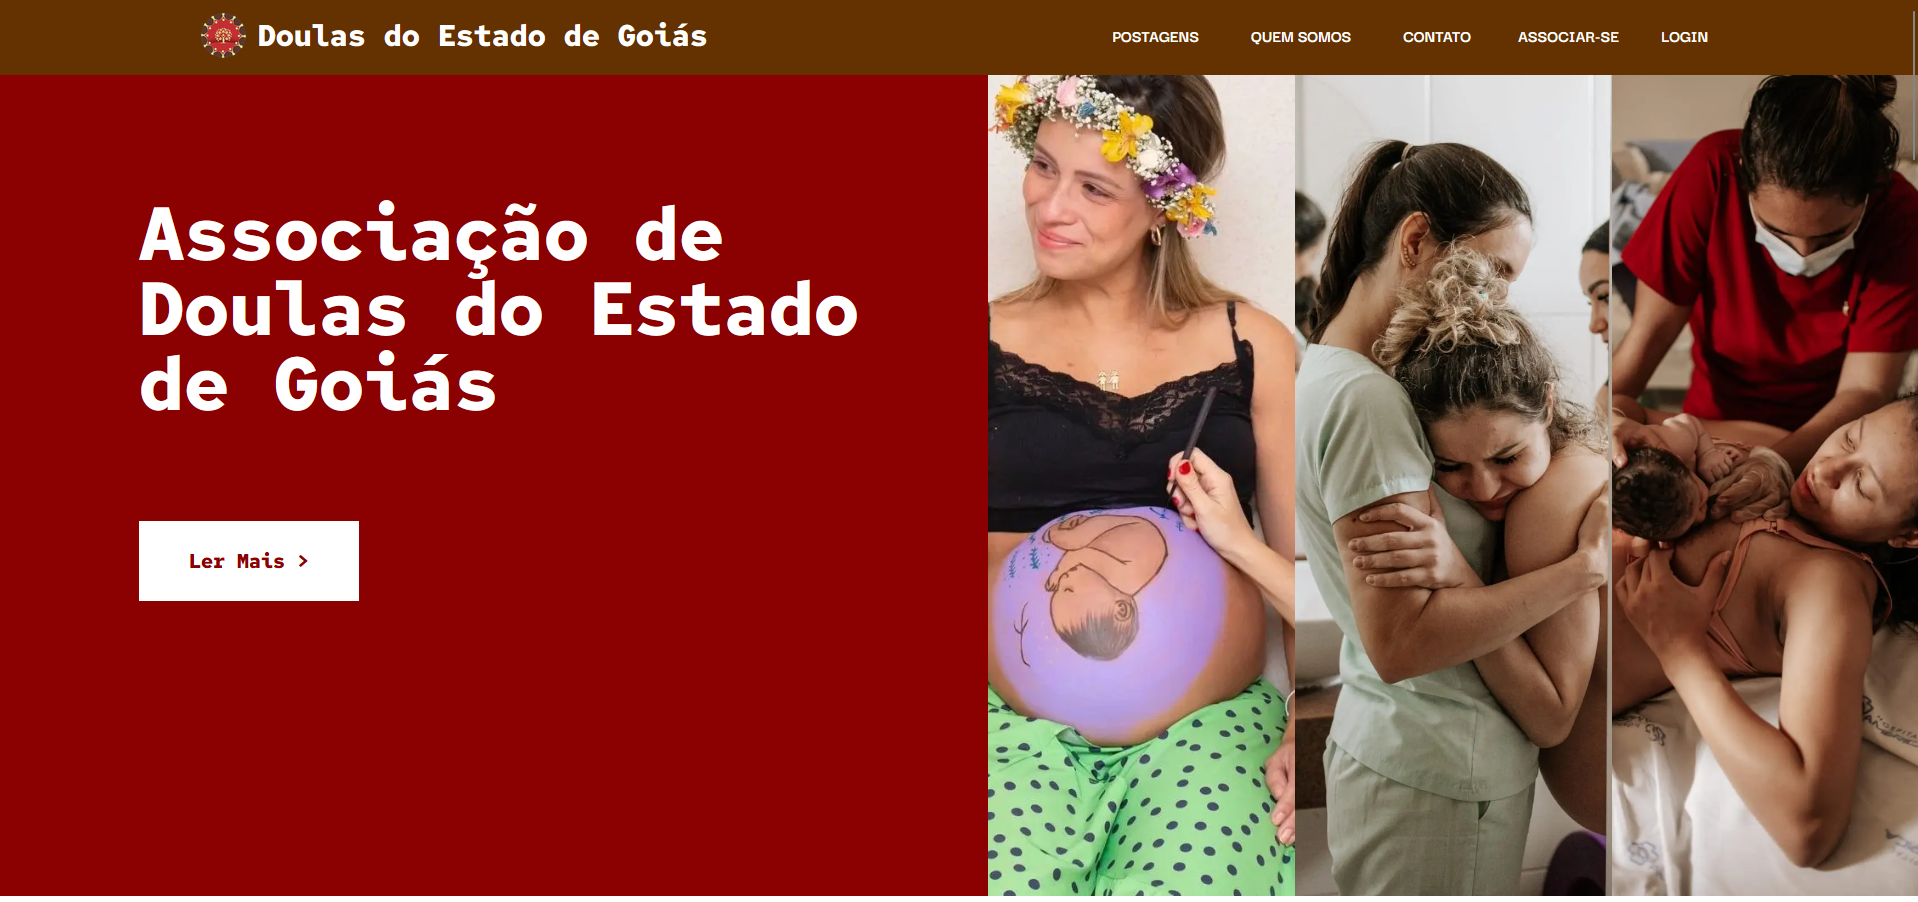 Doulas do Estado de Goiás
POSTAGENS
QUEM SOMOS
CONTATO
ASSOCIAR-SE
LOGIN
Associação de
Doulas do Estado
de Goiás
Ler Mais >